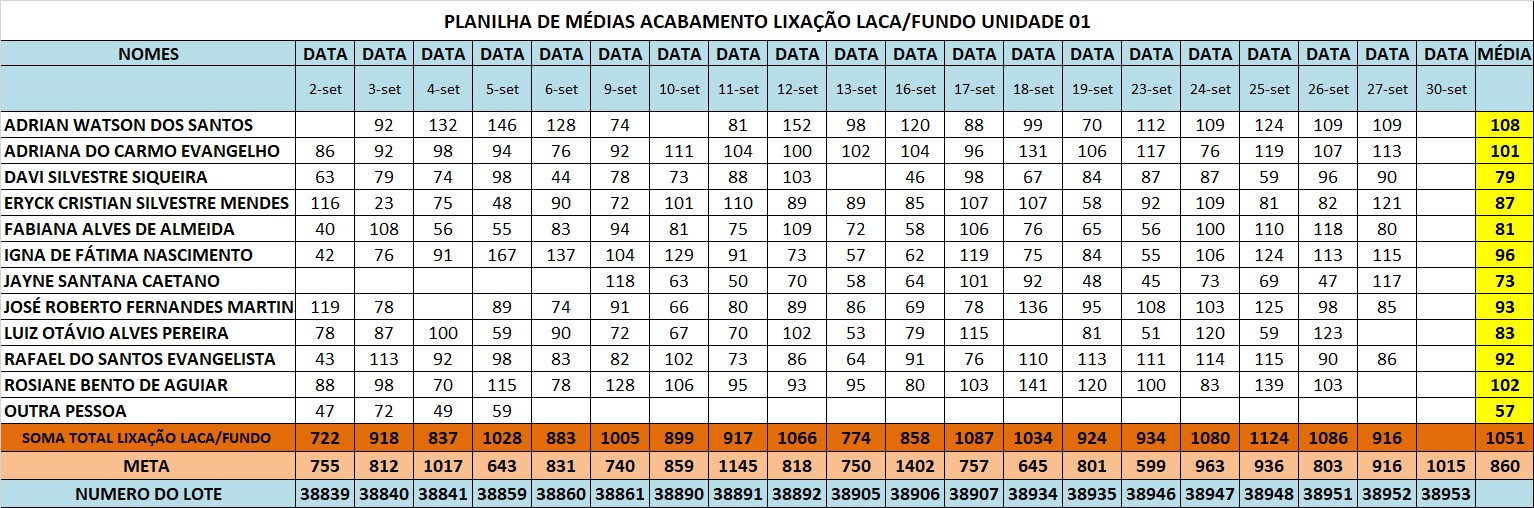 PLANILHA DE MÉDIAS ACABAMENTO LIXAÇÃO LACA/FUNDO UNIDADE 01
NOMES DATA DATA DATA DATA DATA DATA DATA DATA DATA DATA DATA DATA DATA DATA DATA DATA DATA DATA DATA DATA MÉDIA
2-set 3-set 4-set 5-set 6-set 9-set 10-set 11-set 12-set 13-set 16-set 17-set 18-set 19-set 23-set 24-set 25-set 26-set 27-set 30-set
ADRIAN WATSON DOS SANTOS 92 132 146 128 74 81 152 98 120 88 99 70 112 109 124 109 109 108
ADRIANA DO CARMO EVANGELHO 86 92 98 94 76 92 111 104 100 102 104 96 131 106 117 76 119 107 113 101
DAVI SILVESTRE SIQUEIRA 63 79 74 98 44 78 73 88 103 46 98 67 84 87 87 59 96 90 79
ERYCK CRISTIAN SILVESTRE MENDES 116 23 75 48 90 72 101 110 89 89 85 107 107 58 92 109 81 82 121 87
FABIANA ALVES DE ALMEIDA 40 108 56 55 83 94 81 75 109 72 58 106 76 65 56 100 110 118 80 81
IGNA DE FÁTIMA NASCIMENTO 42 76 91 167 137 104 129 91 73 57 62 119 75 84 55 106 124 113 115 96
JAYNE SANTANA CAETANO 118 63 50 70 58 64 101 92 48 45 73 69 47 117 73
JOSÉ ROBERTO FERNANDES MARTIN 119 78 89 74 91 66 80 89 86 69 78 136 95 108 103 125 98 85 93
LUIZ OTÁVIO ALVES PEREIRA 78 87 100 59 90 72 67 70 102 53 79 115 81 51 120 59 123 83
RAFAEL DO SANTOS EVANGELISTA 43 113 92 98 83 82 102 73 86 64 91 76 110 113 111 114 115 90 86 92
ROSIANE BENTO DE AGUIAR 88 98 70 115 78 128 106 95 93 95 80 103 141 120 100 83 139 103 102
OUTRA PESSOA 47 72 49 59 57
SOMA TOTAL LIXAÇÃO LACA/FUNDO 722 918 837 1028 883 1005 899 917 1066 774 858 1087 1034 924 934 1080 1124 1086 916 1051
META 755 812 1017 643 831 740 859 1145 818 750 1402 757 645 801 599 963 936 803 916 1015 860
NUMERO DO LOTE 38839 38840 38841 38859 38860 38861 38890 38891 38892 38905 38906 38907 38934 38935 38946 38947 38948 38951 38952 38953